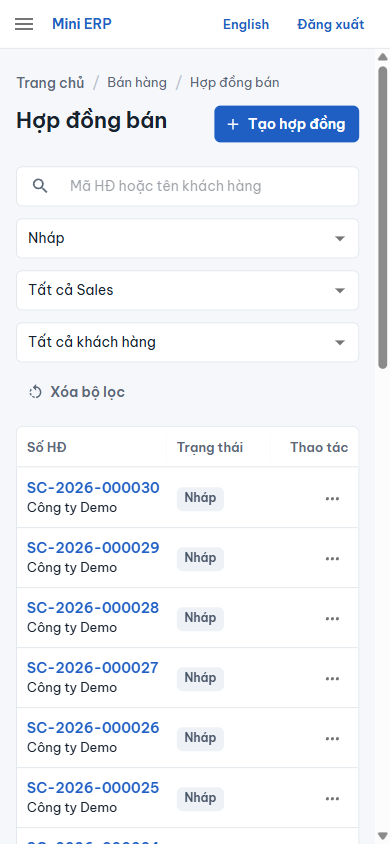 Mini ERP English Đăng xuất
Trang chủ / Bán hàng / Hợp đồng bán
Hợp đồng bán
+ Tạo hợp đồng
Mã HĐ hoặc tên khách hàng
Nháp
Tất cả Sales
Tất cả khách hàng
Xóa bộ lọc
Số HĐ Trạng thái Thao tác
SC-2026-000030
Công ty Demo
Nháp
SC-2026-000029
Công ty Demo
Nháp
SC-2026-000028
Công ty Demo
Nháp
SC-2026-000027
Công ty Demo
Nháp
SC-2026-000026
Công ty Demo
Nháp
SC-2026-000025
Công ty Demo
Nháp